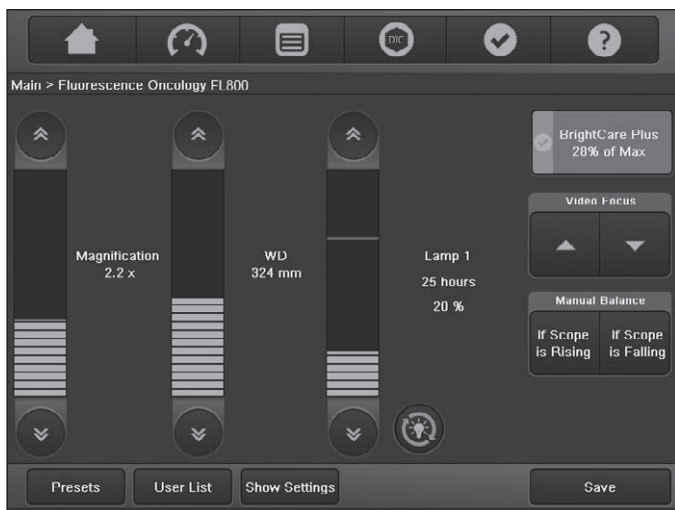 DIC
?
Main > Fluorescence Oncology FL800
BrightCare Plus
28% of Max
Video Focus
Magnification
2.2 x
WD
324 mm
Lamp 1
25 hours
20 %
Manual Balance
If Scope
is Rising
If Scope
is Falling
Presets
User List
Show Settings
Save